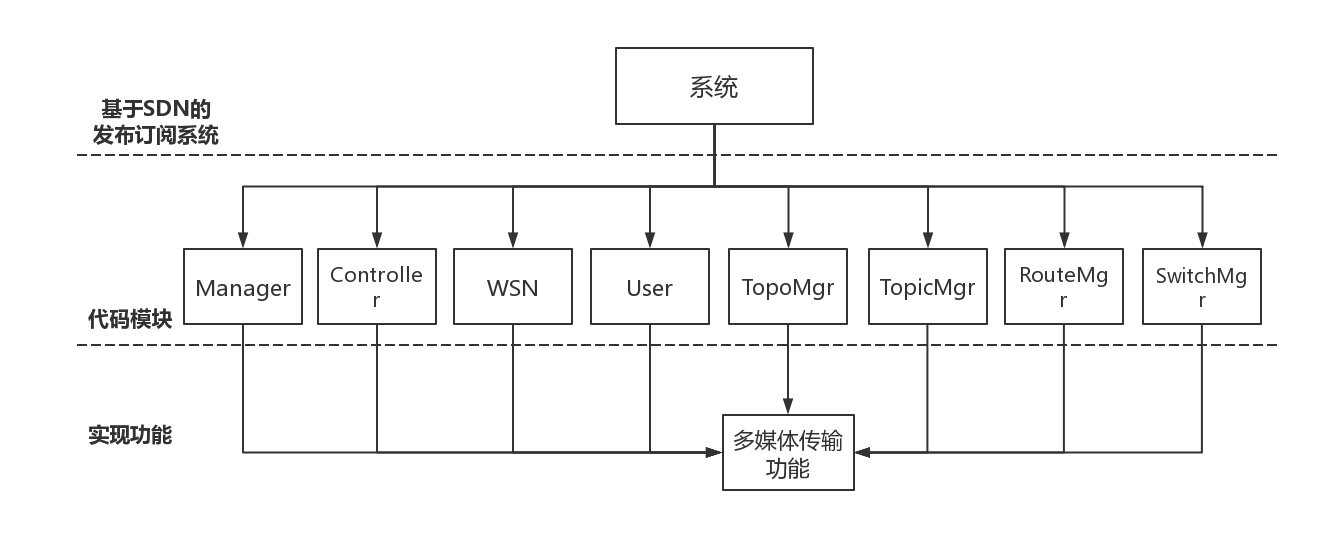 系统
基于SDN的
发布订阅系统
Manager
Controlle
r
WSN
User
TopoMgr
TopicMgr
RouteMg
r
SwitchMg
r
代码模块
实现功能
多媒体传输
功能